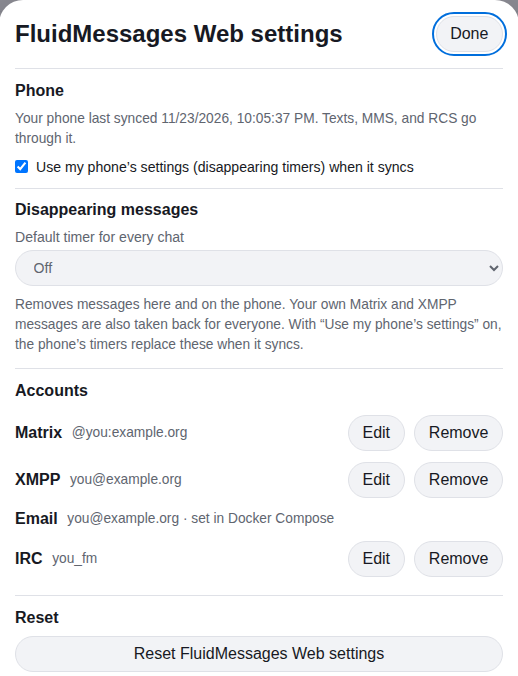 FluidMessages Web settings
Done
Phone
Your phone last synced 11/23/2026, 10:05:37 PM. Texts, MMS, and RCS go
through it.
Use my phone’s settings (disappearing timers) when it syncs
Disappearing messages
Default timer for every chat
Off
Removes messages here and on the phone. Your own Matrix and XMPP
messages are also taken back for everyone. With “Use my phone’s settings” on,
the phone’s timers replace these when it syncs.
Accounts
Matrix @you:example.org Edit Remove
XMPP you@example.org Edit Remove
Email you@example.org · set in Docker Compose
IRC you_fm Edit Remove
Reset
Reset FluidMessages Web settings